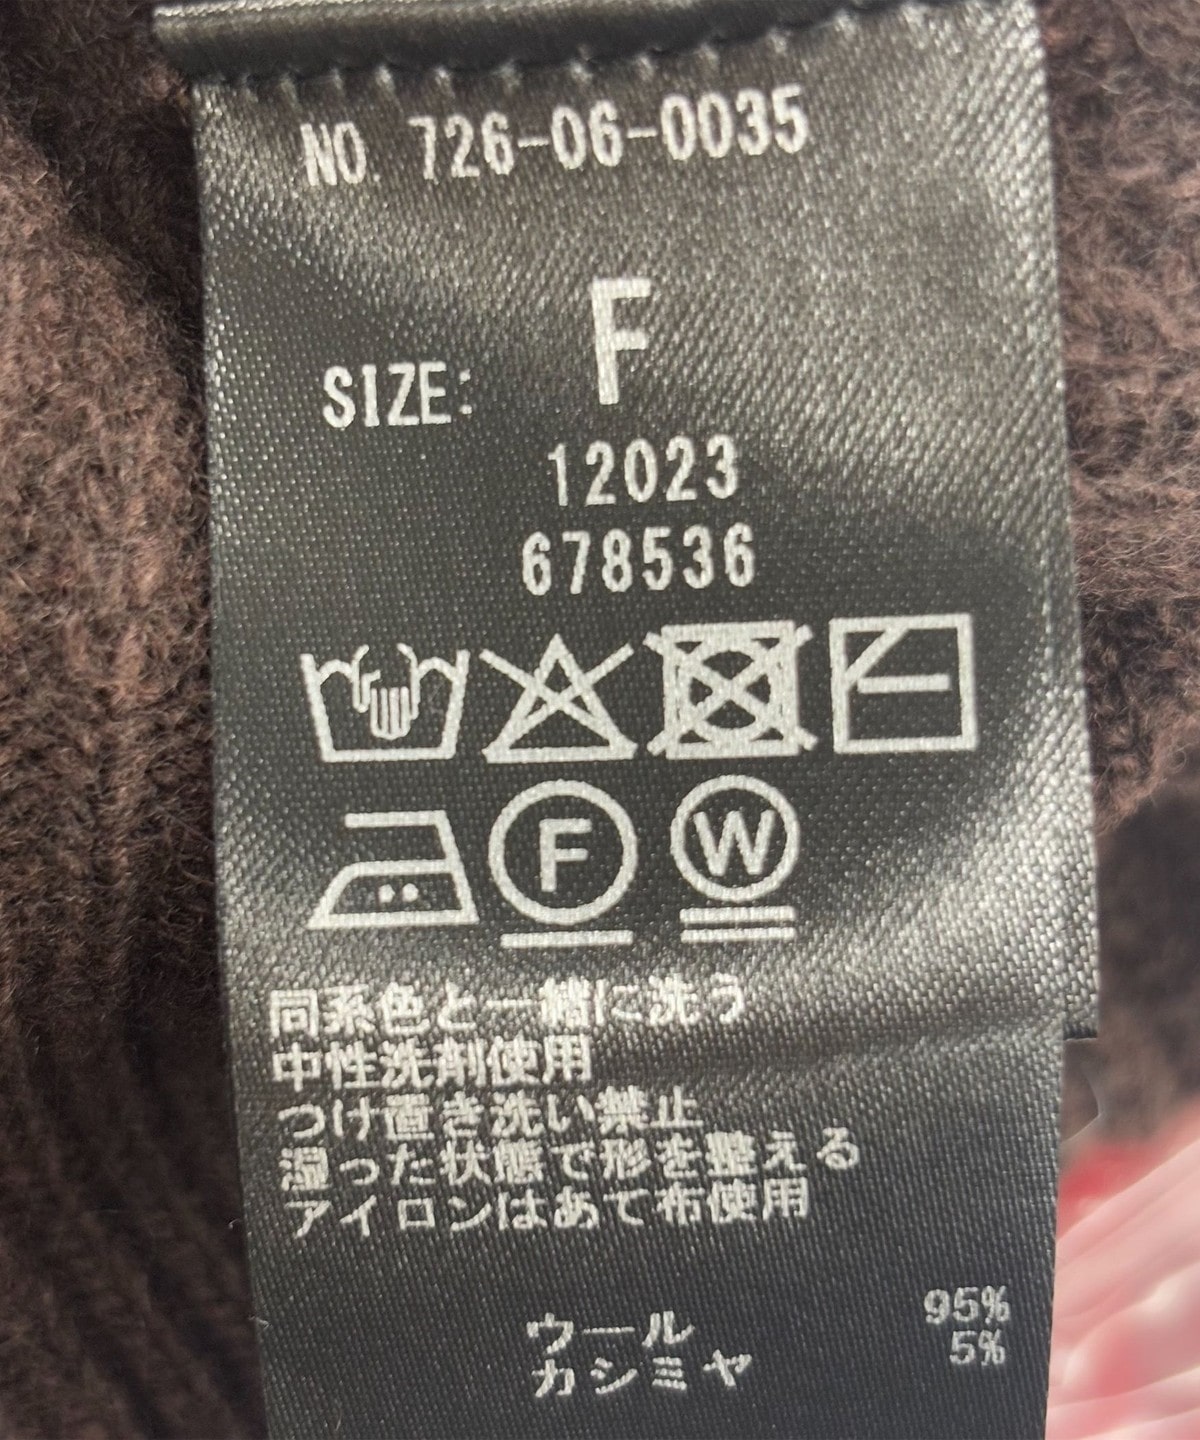 NO. 726-06-0035
SIZE: F
12023
678536
F W
同系色と一緒に洗う
中性洗剤使用
つけ置き洗い禁止
湿った状態で形を整える
アイロンはあて布使用
ウール 95%
カシミヤ 5%